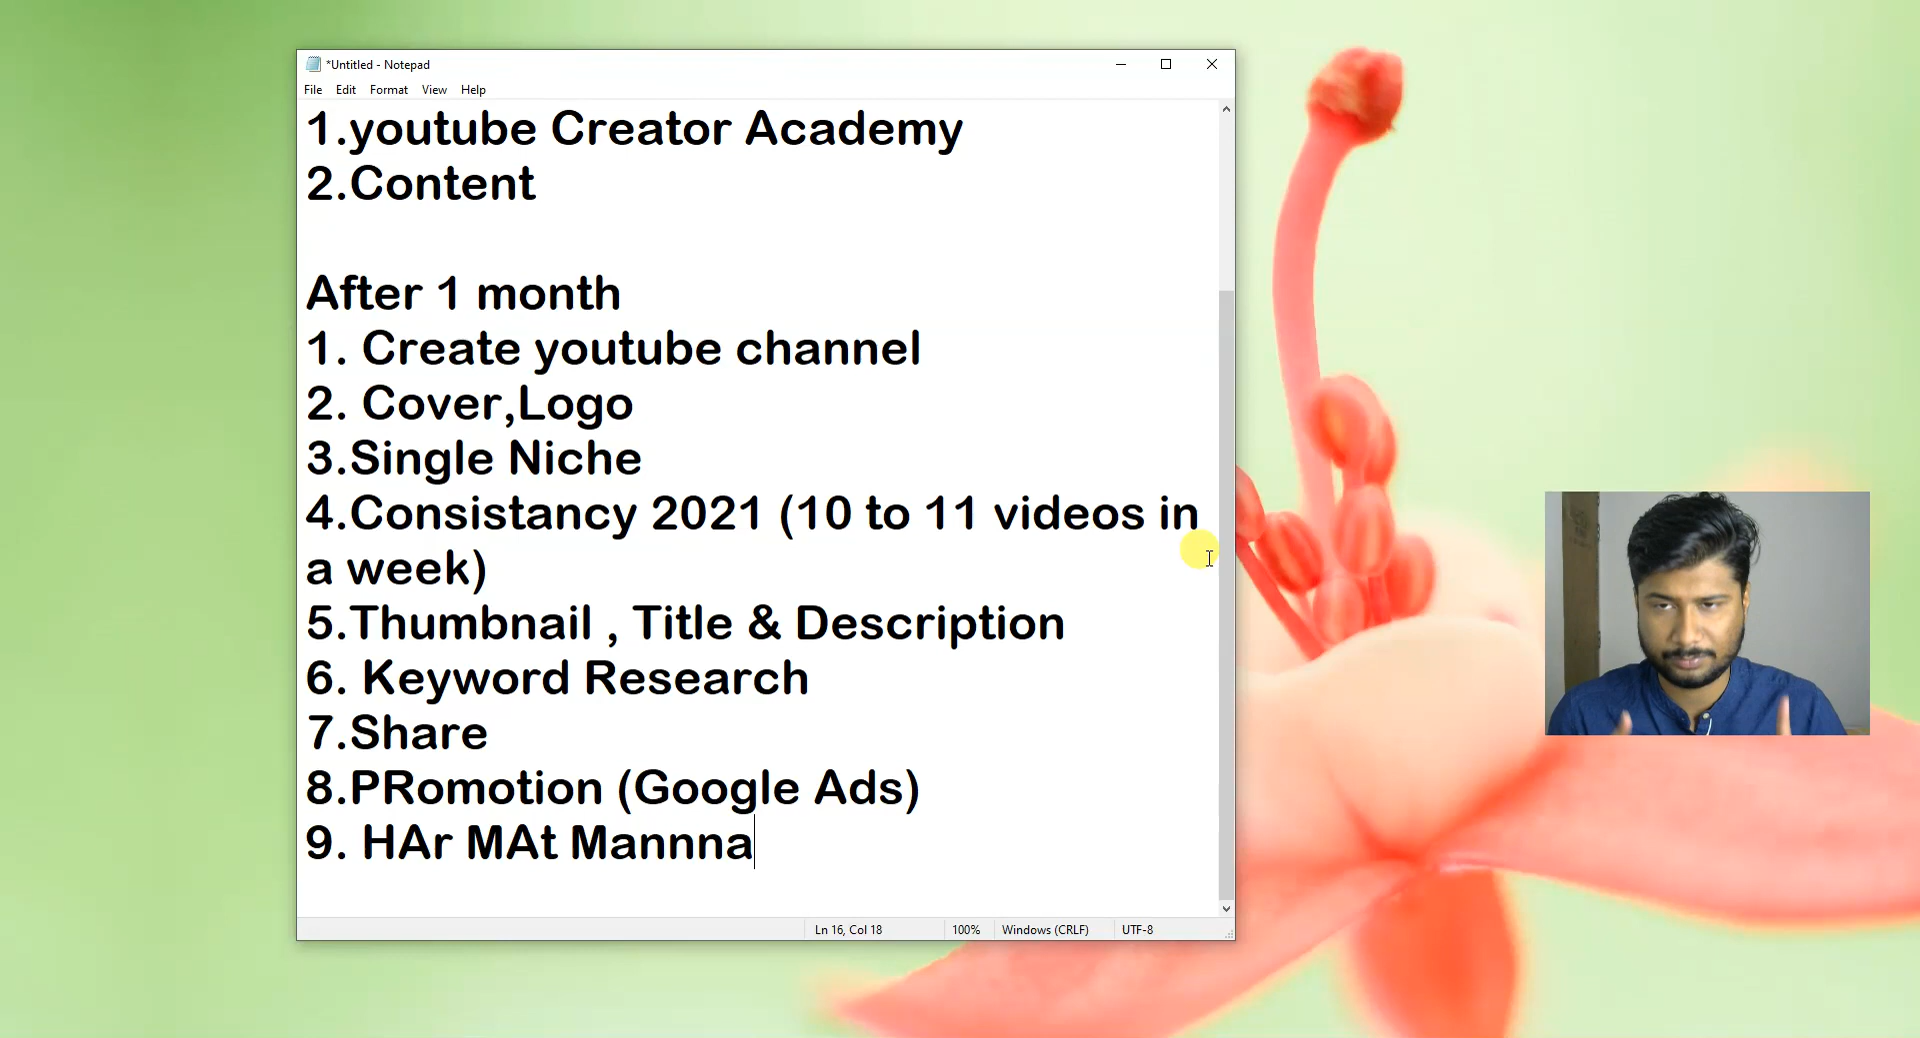 *Untitled - Notepad
File Edit Format View Help
1.youtube Creator Academy
2.Content
After 1 month
1. Create youtube channel
2. Cover,Logo
3.Single Niche
4.Consistancy 2021 (10 to 11 videos in
a week)
5.Thumbnail , Title & Description
6. Keyword Research
7.Share
8.PRomotion (Google Ads)
9. HAr MAt Mannna
Ln 16, Col 18 100% Windows (CRLF) UTF-8